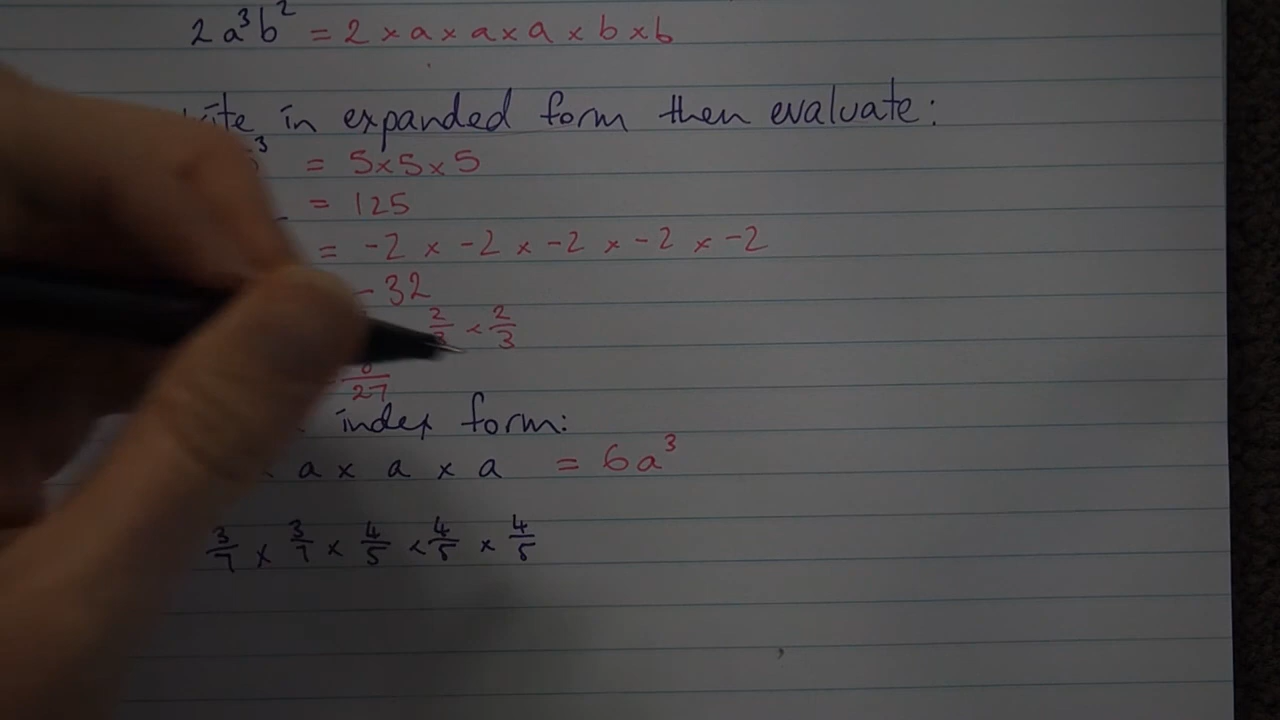 2a³b² = 2 × a × a × a × b × b
in expanded form then evaluate:
³ = 5×5×5
= 125
= -2 × -2 × -2 × -2 × -2
-32
2/3 × 2/3
/27
index form:
a × a × a = 6a³
3/7 × 3/7 × 4/5 × 4/5 × 4/5